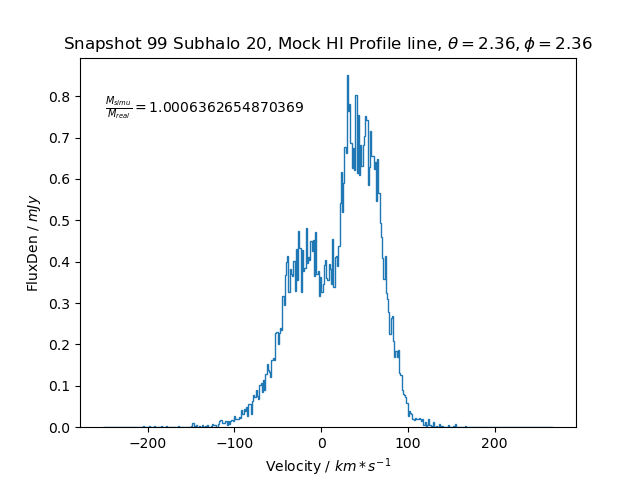 Snapshot 99 Subhalo 20, Mock HI Profile line, θ = 2.36, ϕ = 2.36
M_simu/M_real = 1.0006362654870369
FluxDen / mJy
0.8
0.7
0.6
0.5
0.4
0.3
0.2
0.1
0.0
−200 −100 0 100 200
Velocity / km * s⁻¹